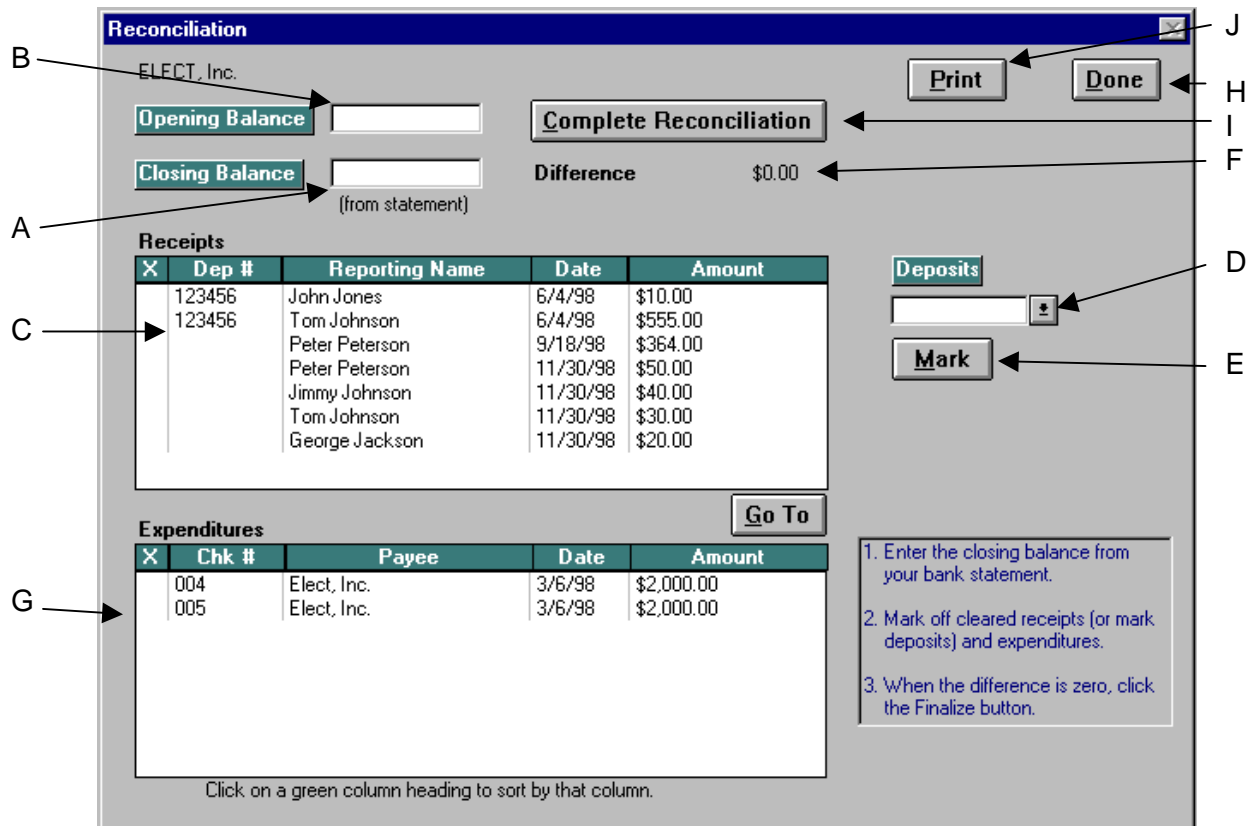 Reconciliation
J
B
ELECT, Inc.
Print
Done
H
Opening Balance
Complete Reconciliation
I
Closing Balance
Difference
$0.00
F
(from statement)
A
Receipts
X Dep # Reporting Name Date Amount
Deposits
D
123456 John Jones 6/4/98 $10.00
123456 Tom Johnson 6/4/98 $555.00
C
Peter Peterson 9/18/98 $364.00
Mark
E
Peter Peterson 11/30/98 $50.00
Jimmy Johnson 11/30/98 $40.00
Tom Johnson 11/30/98 $30.00
George Jackson 11/30/98 $20.00
Go To
Expenditures
X Chk # Payee Date Amount
004 Elect, Inc. 3/6/98 $2,000.00
005 Elect, Inc. 3/6/98 $2,000.00
G
1. Enter the closing balance from
your bank statement.
2. Mark off cleared receipts (or mark
deposits) and expenditures.
3. When the difference is zero, click
the Finalize button.
Click on a green column heading to sort by that column.